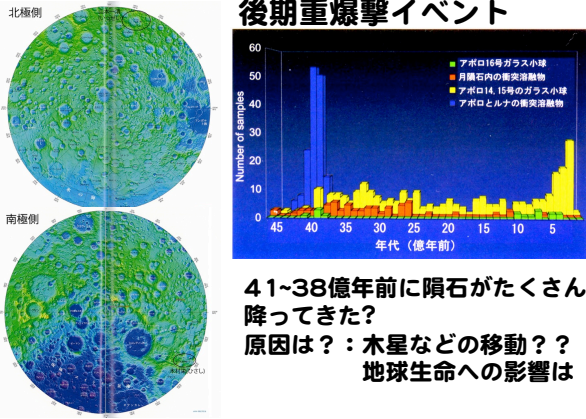 北極側
後期重爆撃イベント
60
50
40
30
20
10
0
Number of samples
アポロ16号ガラス小球
月隕石内の衝突溶融物
アポロ14, 15号のガラス小球
アポロとルナの衝突溶融物
45 40 35 30 25 20 15 10 5
年代（億年前）
南極側
41~38億年前に隕石がたくさん
降ってきた?
原因は？：木星などの移動？？
地球生命への影響は